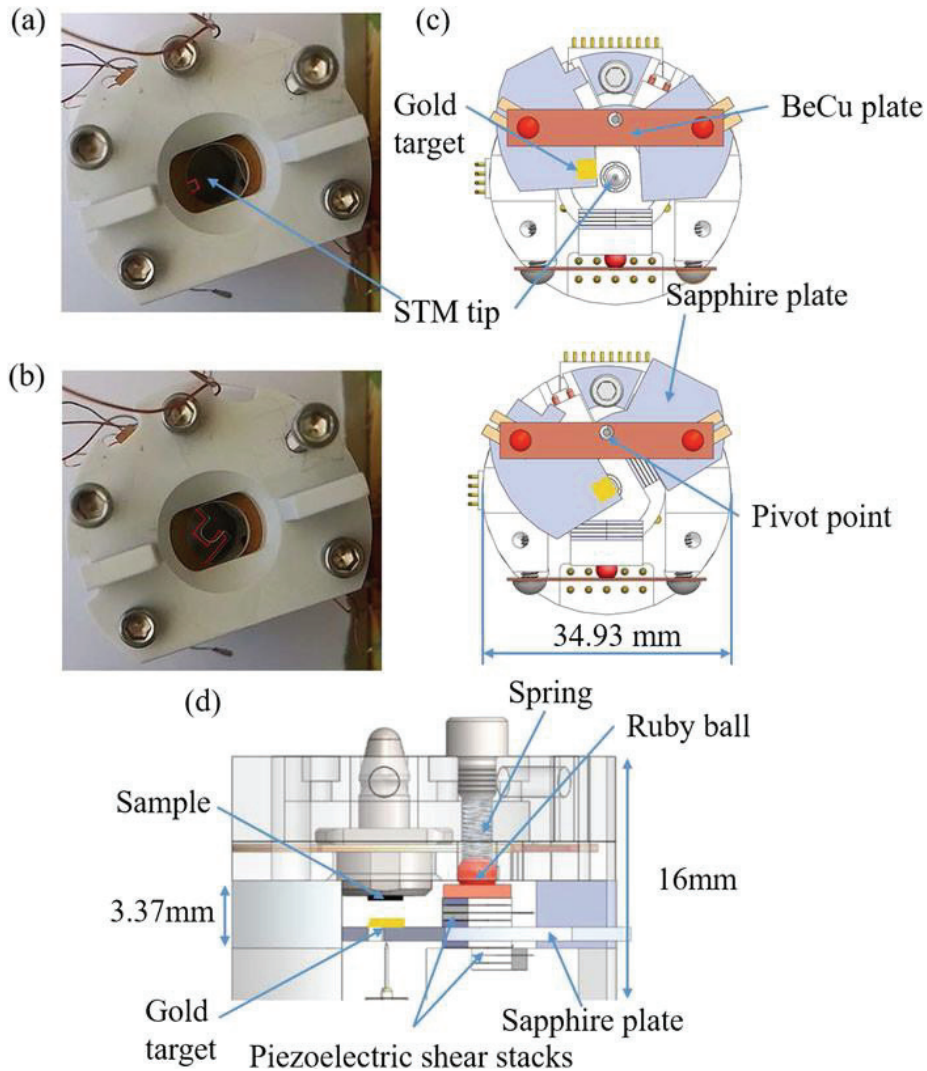 (a)
(c)
Gold
target
BeCu plate
STM tip
Sapphire plate
(b)
Pivot point
34.93 mm
(d)
Spring
Ruby ball
Sample
3.37mm
16mm
Gold
target
Piezoelectric shear stacks
Sapphire plate